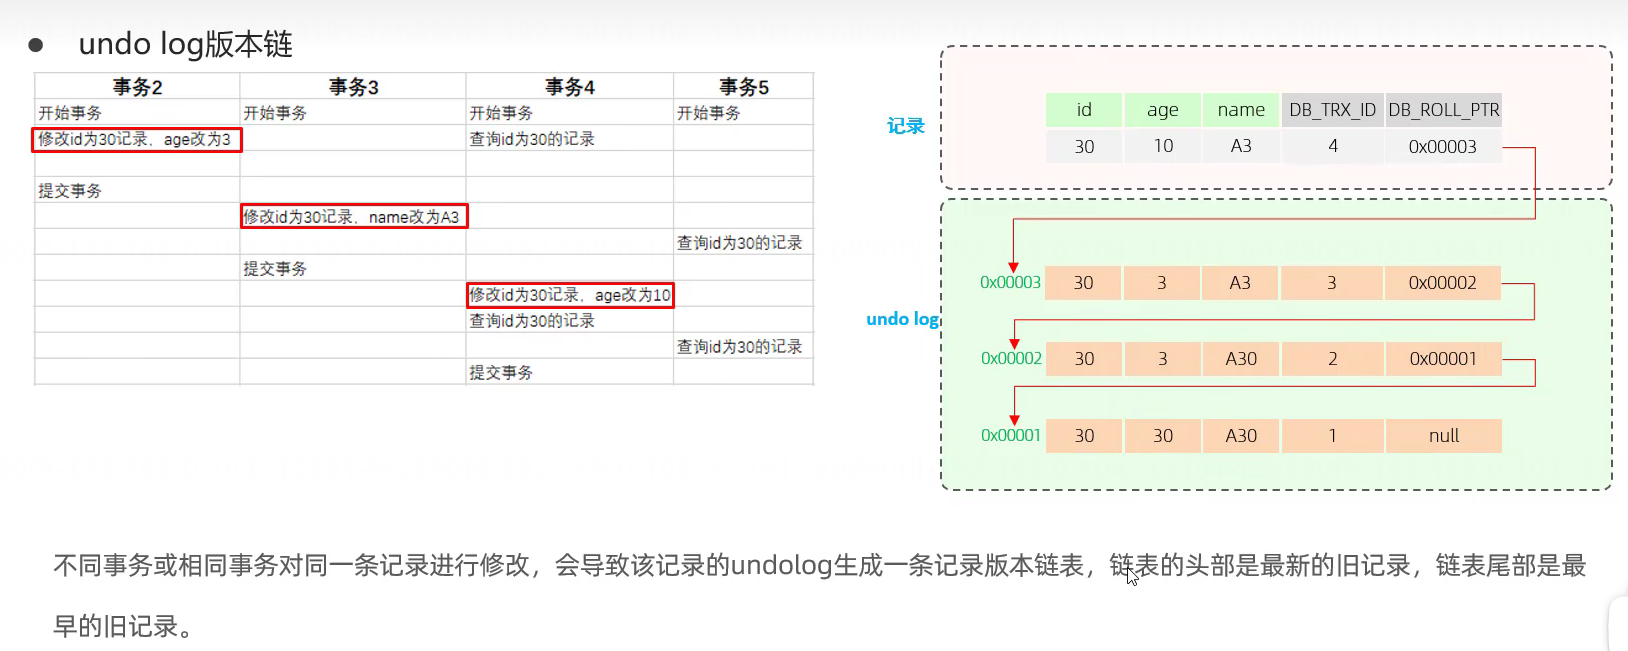 ● undo log版本链
事务2 事务3 事务4 事务5
开始事务 开始事务 开始事务 开始事务
修改id为30记录，age改为3 查询id为30的记录
提交事务
修改id为30记录，name改为A3
查询id为30的记录
提交事务
修改id为30记录，age改为10
查询id为30的记录
查询id为30的记录
提交事务
记录
id age name DB_TRX_ID DB_ROLL_PTR
30 10 A3 4 0x00003
undo log
0x00003 30 3 A3 3 0x00002
0x00002 30 3 A30 2 0x00001
0x00001 30 30 A30 1 null
不同事务或相同事务对同一条记录进行修改，会导致该记录的undolog生成一条记录版本链表，链表的头部是最新的旧记录，链表尾部是最
早的旧记录。